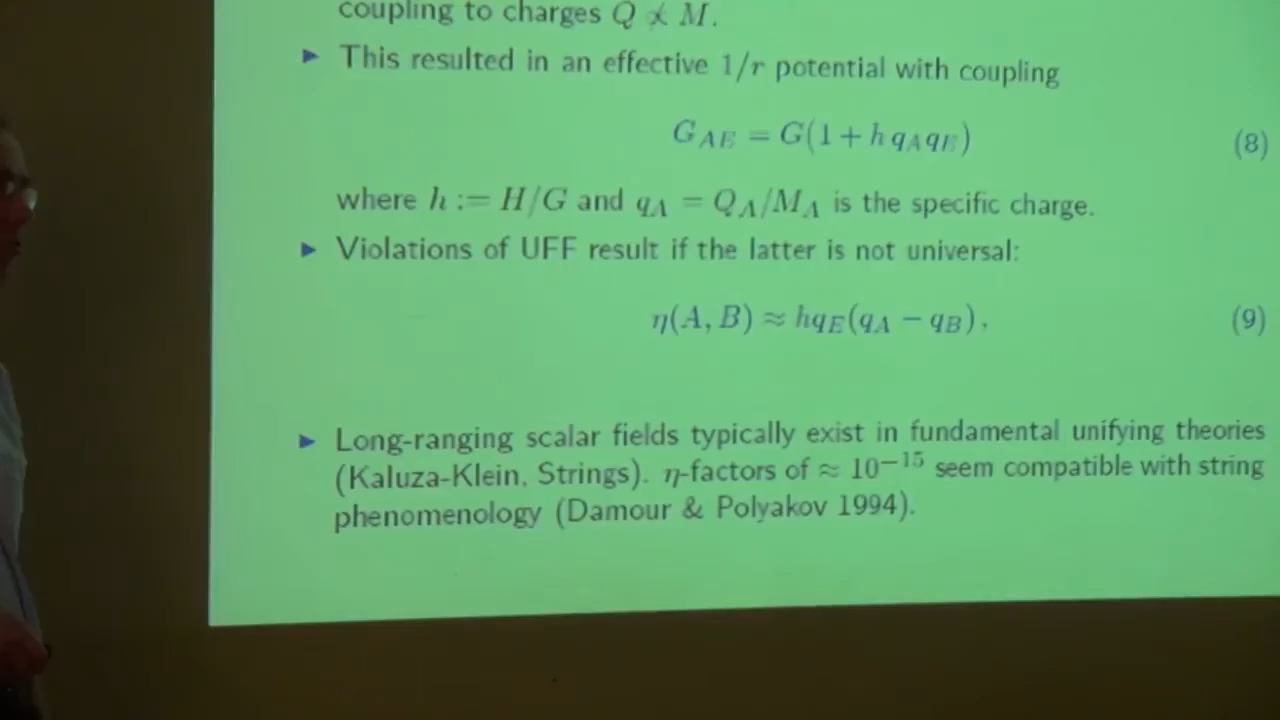 coupling to charges Q ∝̸ M.
▶ This resulted in an effective 1/r potential with coupling
G_{AE} = G(1 + h q_A q_E) (8)
where h := H/G and q_A = Q_A/M_A is the specific charge.
▶ Violations of UFF result if the latter is not universal:
η(A, B) ≈ hq_E(q_A − q_B), (9)
▶ Long-ranging scalar fields typically exist in fundamental unifying theories
(Kaluza-Klein, Strings). η-factors of ≈ 10^{−15} seem compatible with string
phenomenology (Damour & Polyakov 1994).